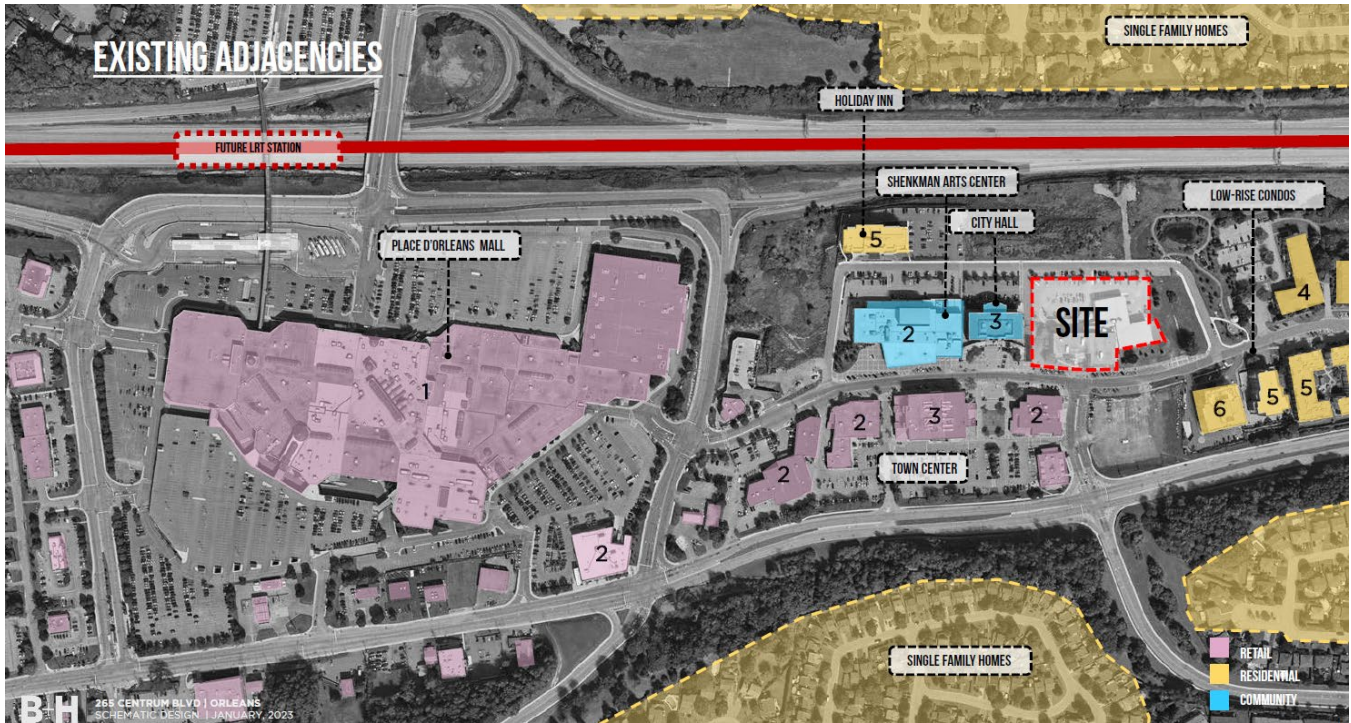 EXISTING ADJACENCIES
SINGLE FAMILY HOMES
HOLIDAY INN
FUTURE LRT STATION
SHENKMAN ARTS CENTER
LOW-RISE CONDOS
CITY HALL
PLACE D'ORLEANS MALL
5
4
2
3
SITE
1
6
5
5
2
3
2
2
TOWN CENTER
2
SINGLE FAMILY HOMES
RETAIL
RESIDENTIAL
COMMUNITY
B+H
265 CENTRUM BLVD | ORLEANS
SCHEMATIC DESIGN | JANUARY, 2023